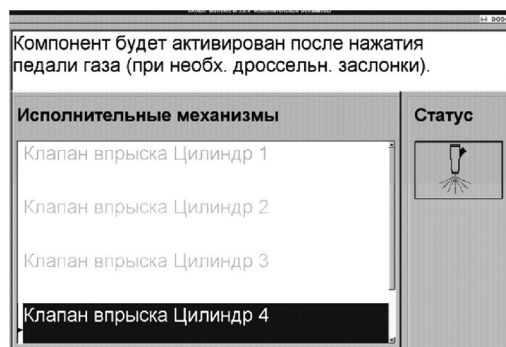 Компонент будет активирован после нажатия
педали газа (при необх. дроссельн. заслонки).
Исполнительные механизмы
Статус
Клапан впрыска Цилиндр 1
Клапан впрыска Цилиндр 2
Клапан впрыска Цилиндр 3
Клапан впрыска Цилиндр 4